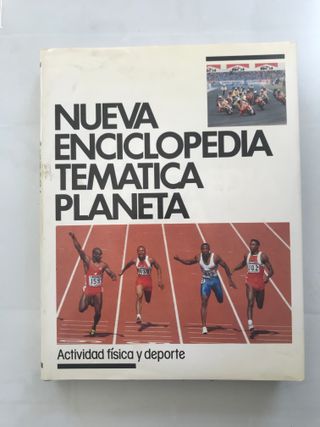 NUEVA
ENCICLOPEDIA
TEMATICA
PLANETA
Actividad física y deporte